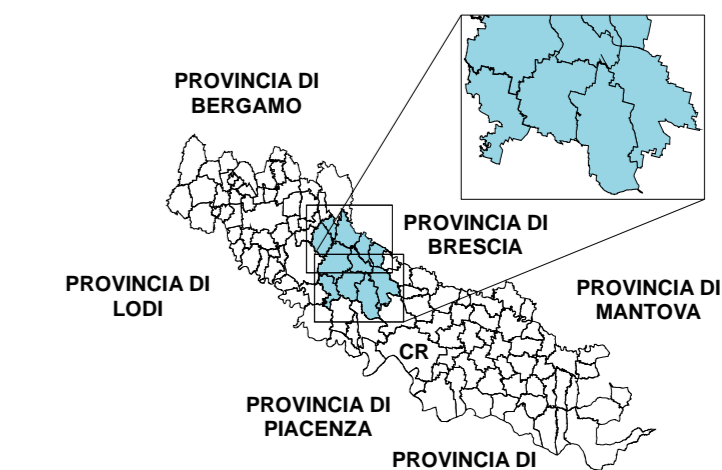 PROVINCIA DI
BERGAMO
PROVINCIA DI
BRESCIA
PROVINCIA DI
LODI
PROVINCIA DI
MANTOVA
CR
PROVINCIA DI
PIACENZA
PROVINCIA DI